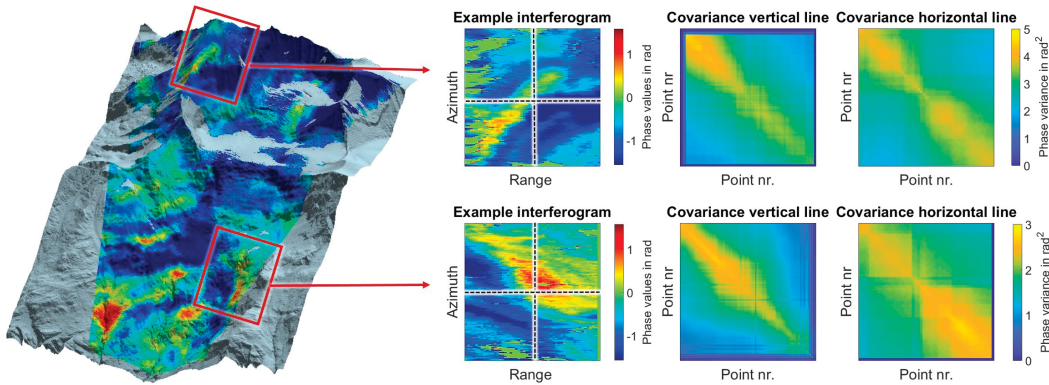 Example interferogram
Covariance vertical line
Covariance horizontal line
Azimuth
Range
1
0
-1
Phase values in rad
Point nr
Point nr.
Point nr
Point nr.
5
4
3
2
1
0
Phase variance in rad²
Example interferogram
Covariance vertical line
Covariance horizontal line
Azimuth
Range
1
0
-1
Phase values in rad
Point nr
Point nr.
Point nr
Point nr.
3
2
1
0
Phase variance in rad²